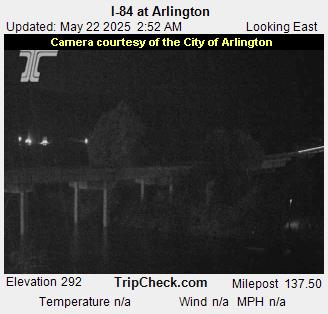 I-84 at Arlington
Updated: May 22 2025 2:52 AM Looking East
Camera courtesy of the City of Arlington
Elevation 292 TripCheck.com Milepost 137.50
Temperature n/a Wind n/a MPH n/a